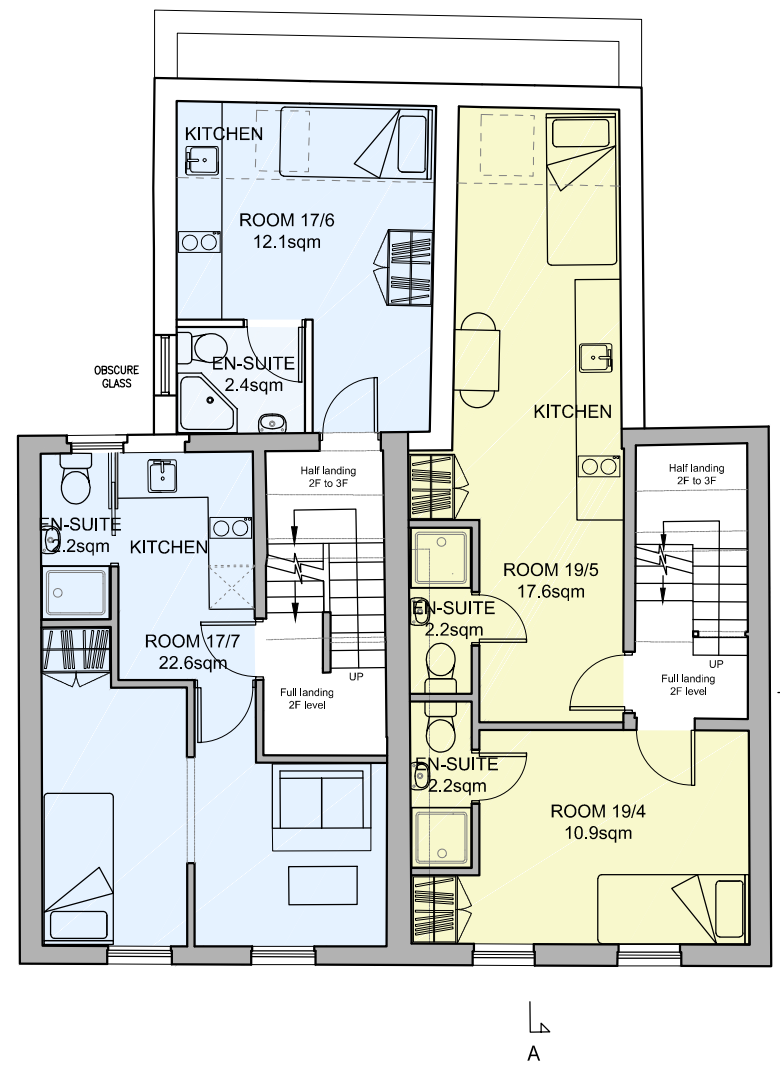 KITCHEN
ROOM 17/6
12.1sqm
OBSCURE
GLASS
EN-SUITE
2.4sqm
KITCHEN
Half landing
2F to 3F
Half landing
2F to 3F
EN-SUITE
2.2sqm
KITCHEN
ROOM 19/5
17.6sqm
EN-SUITE
2.2sqm
ROOM 17/7
22.6sqm
UP
Full landing
2F level
UP
Full landing
2F level
EN-SUITE
2.2sqm
ROOM 19/4
10.9sqm
A